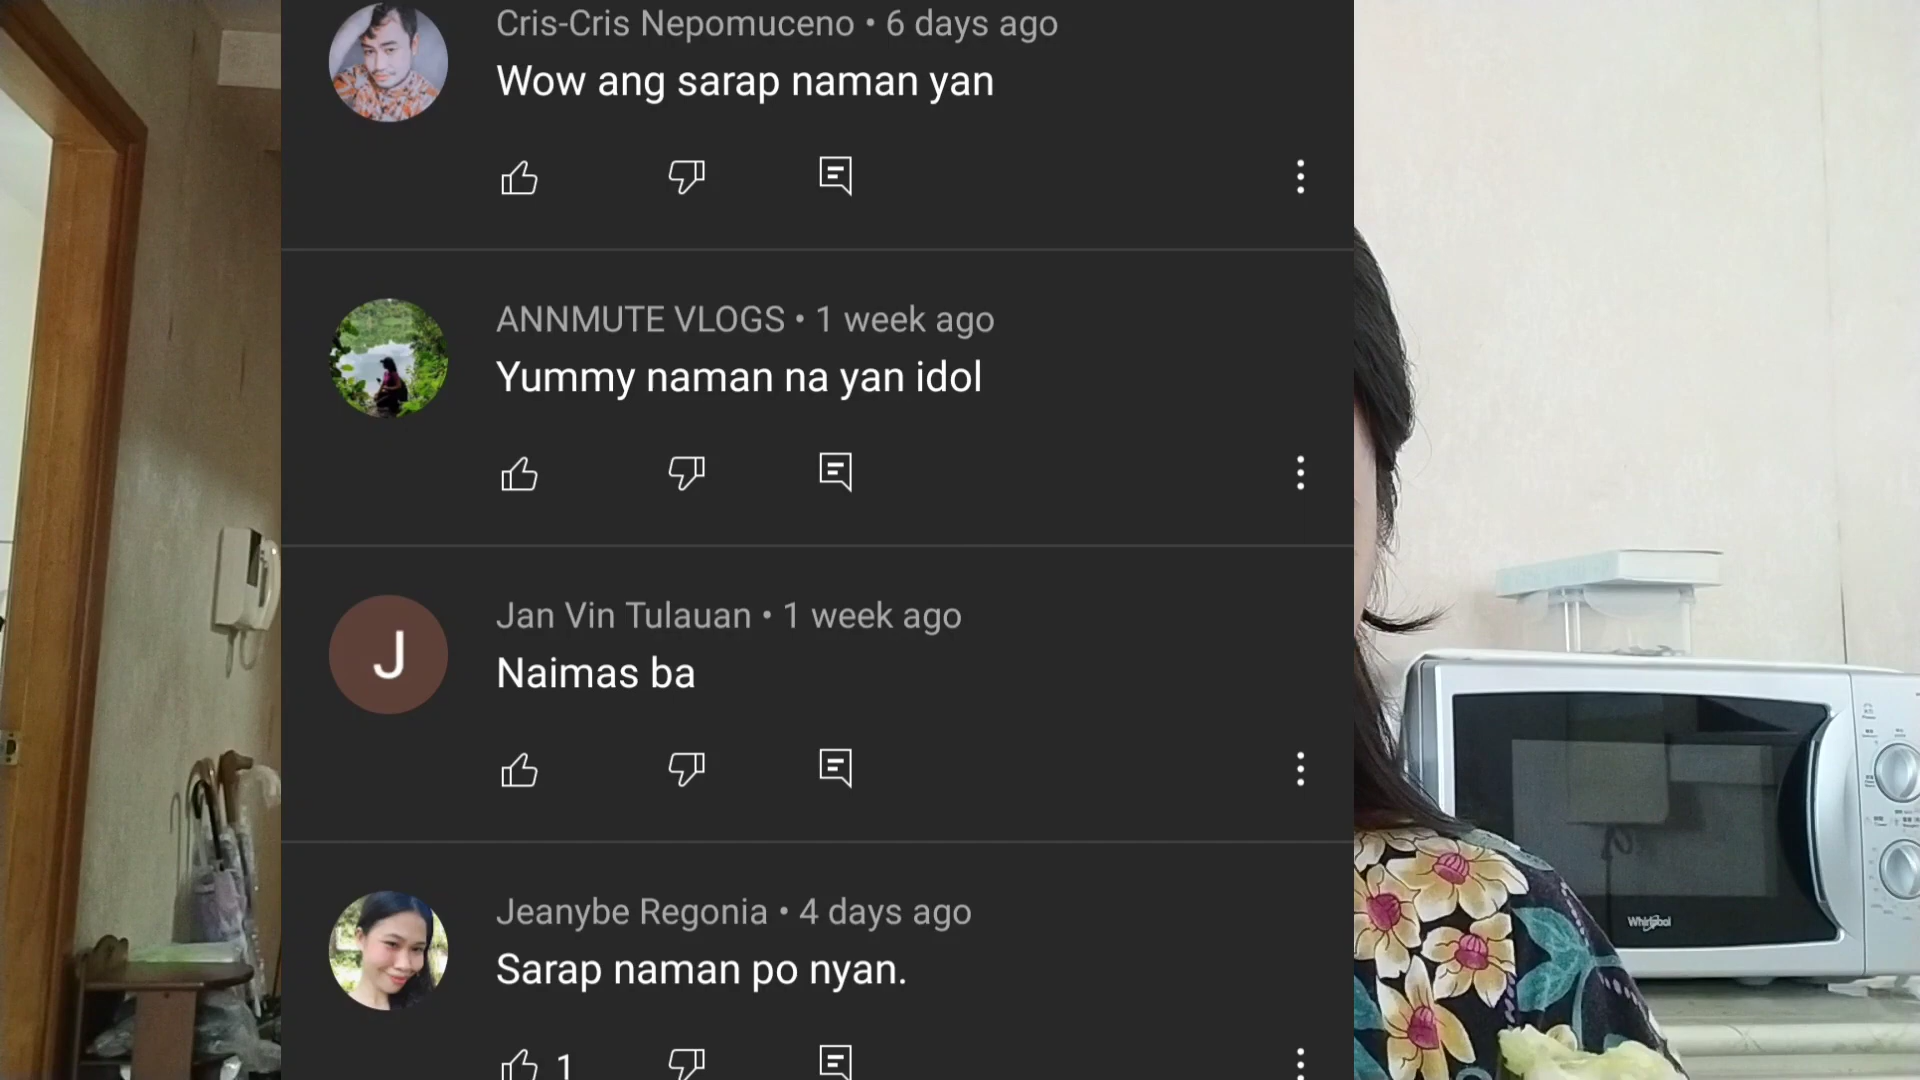 Cris-Cris Nepomuceno • 6 days ago
Wow ang sarap naman yan
ANNMUTE VLOGS • 1 week ago
Yummy naman na yan idol
J
Jan Vin Tulauan • 1 week ago
Naimas ba
Jeanybe Regonia • 4 days ago
Sarap naman po nyan.
1
Whirlpool